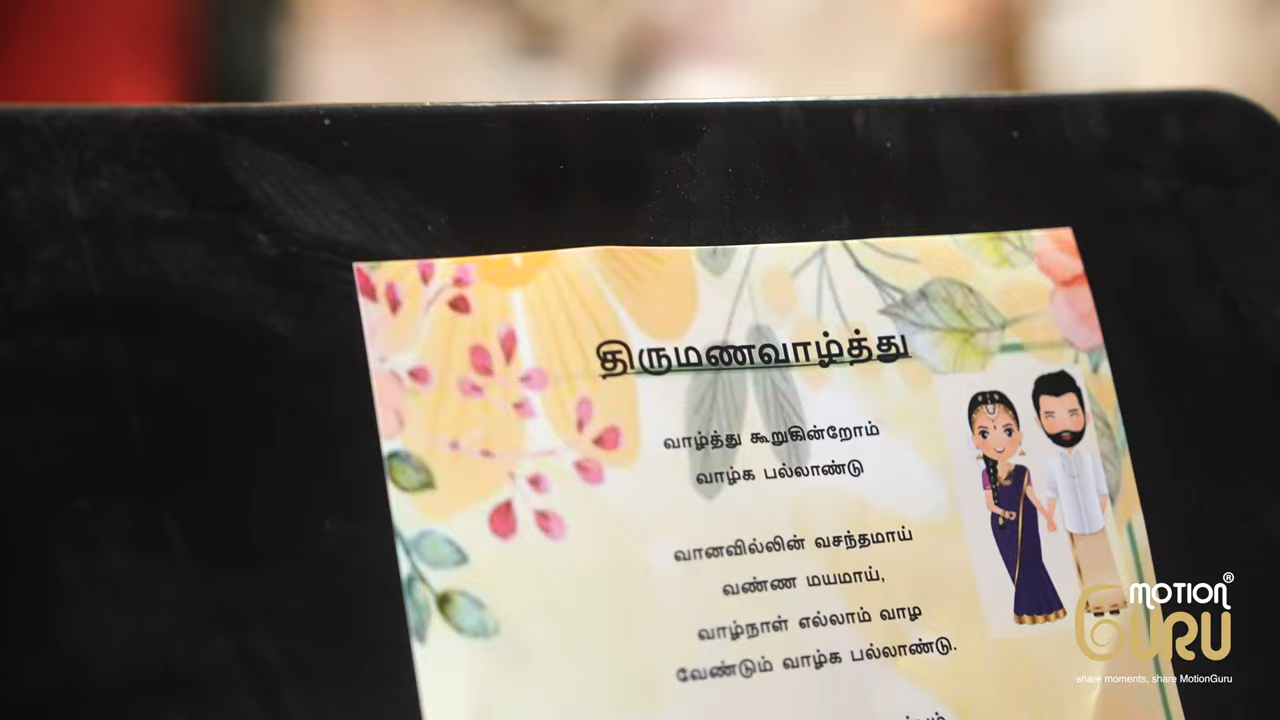 திருமணவாழ்த்து
வாழ்த்து கூறுகின்றோம்
வாழ்க பல்லாண்டு
வானவில்லின் வசந்தமாய்
வண்ண மயமாய்,
வாழ்நாள் எல்லாம் வாழ
வேண்டும் வாழ்க பல்லாண்டு.
MOTION®
GURU
share moments, share MotionGuru